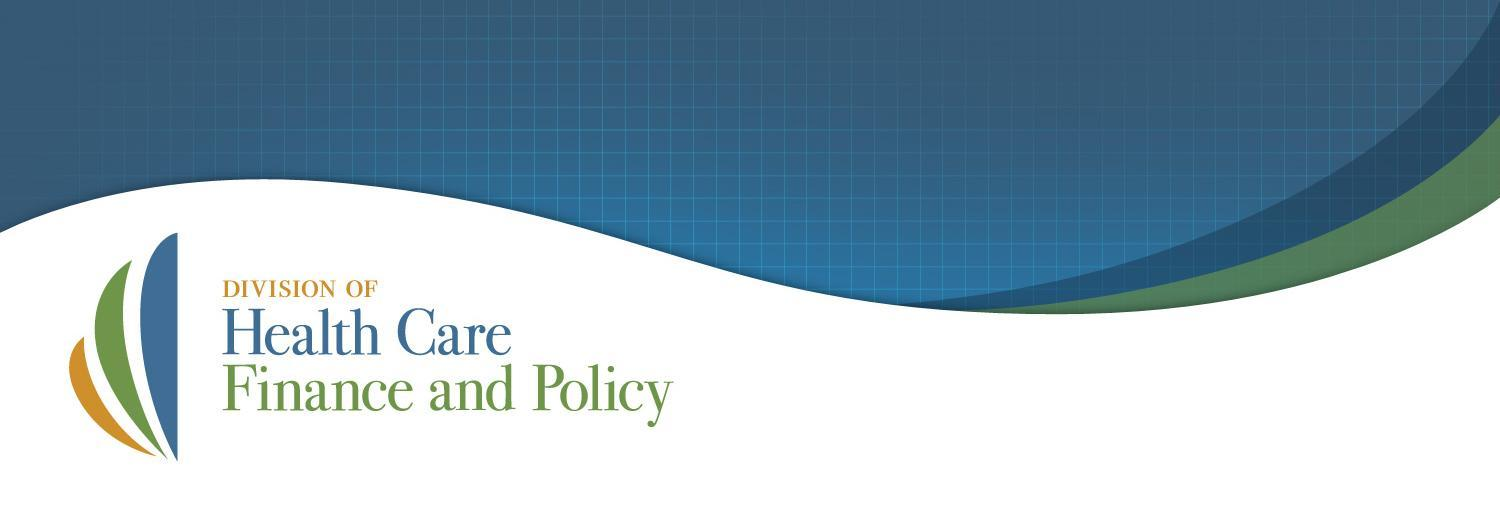 DIVISION OF
Health Care
Finance and Policy